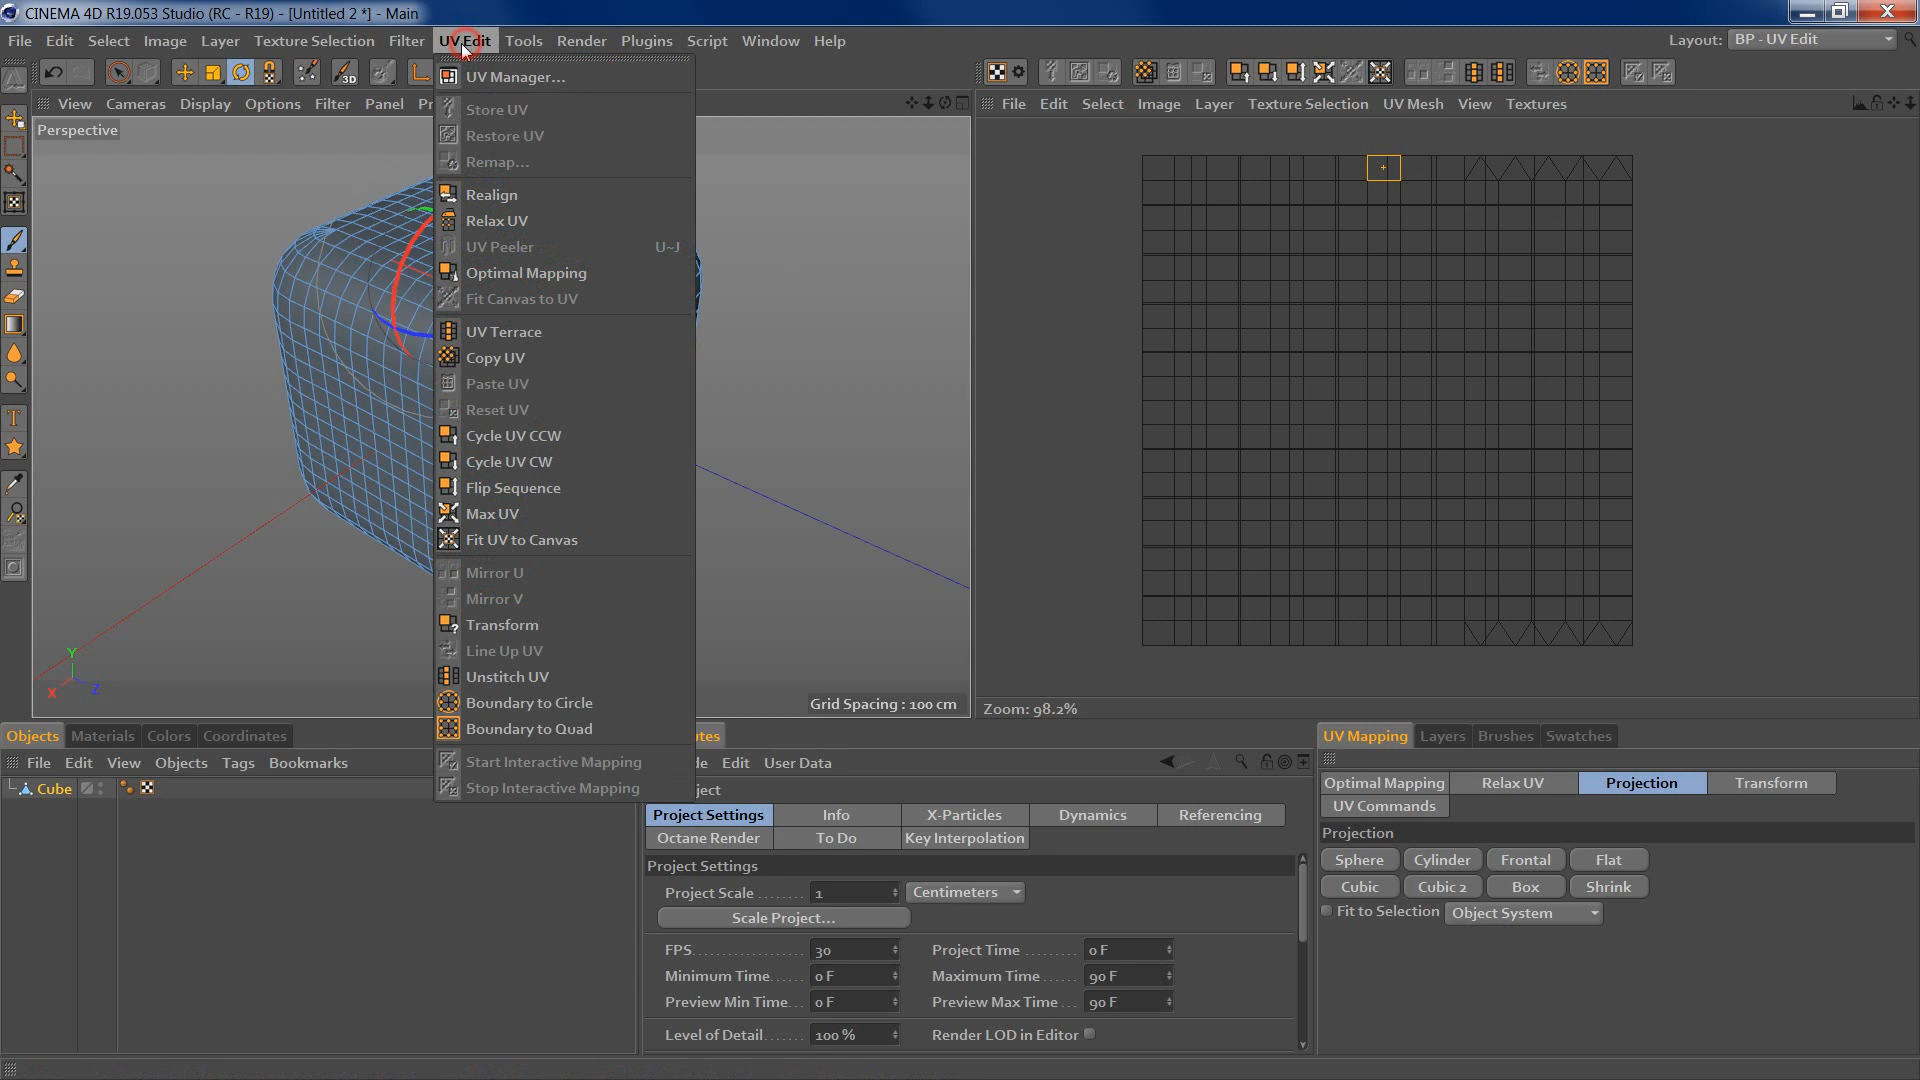 CINEMA 4D R19.053 Studio (RC - R19) - [Untitled 2 *] - Main
File Edit Select Image Layer Texture Selection Filter UV Edit Tools Render Plugins Script Window Help Layout: BP - UV Edit
View Cameras Display Options Filter Panel Pr
File Edit Select Image Layer Texture Selection UV Mesh View Textures
Perspective
UV Manager...
Store UV
Restore UV
Remap...
Realign
Relax UV
UV Peeler U~J
Optimal Mapping
Fit Canvas to UV
UV Terrace
Copy UV
Paste UV
Reset UV
Cycle UV CCW
Cycle UV CW
Flip Sequence
Max UV
Fit UV to Canvas
Mirror U
Mirror V
Transform
Line Up UV
Unstitch UV
Boundary to Circle
Boundary to Quad
Start Interactive Mapping
Stop Interactive Mapping
Y
X Z
Grid Spacing : 100 cm
Zoom: 98.2%
Objects Materials Colors Coordinates
File Edit View Objects Tags Bookmarks
Cube
utes
de Edit User Data
ject
Project Settings Info X-Particles Dynamics Referencing
Octane Render To Do Key Interpolation
Project Settings
Project Scale ........ 1 Centimeters
Scale Project...
FPS.............. 30 Project Time ......... 0 F
Minimum Time..... 0 F Maximum Time ...... 90 F
Preview Min Time... 0 F Preview Max Time ... 90 F
Level of Detail...... 100 % Render LOD in Editor
UV Mapping Layers Brushes Swatches
Optimal Mapping Relax UV Projection Transform
UV Commands
Projection
Sphere Cylinder Frontal Flat
Cubic Cubic 2 Box Shrink
Fit to Selection Object System